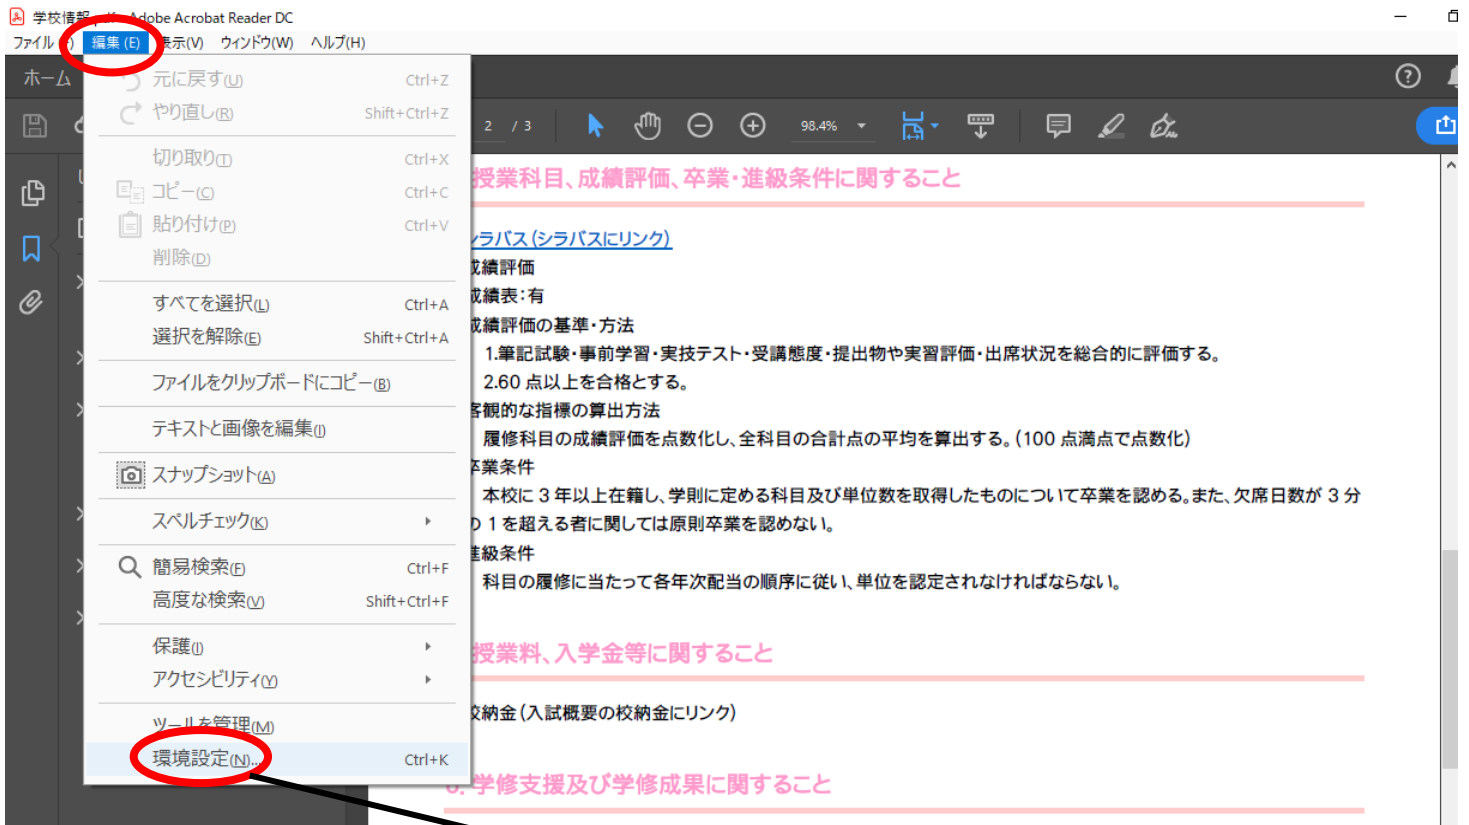 学校情報.pdf - Adobe Acrobat Reader DC
ファイル 編集(E) 表示(V) ウィンドウ(W) ヘルプ(H)
ホーム
元に戻す(U) Ctrl+Z
やり直し(R) Shift+Ctrl+Z
2 / 3 98.4%
切り取り(T) Ctrl+X
コピー(C) Ctrl+C
貼り付け(P) Ctrl+V
削除(D)
すべてを選択(L) Ctrl+A
選択を解除(E) Shift+Ctrl+A
ファイルをクリップボードにコピー(B)
テキストと画像を編集(I)
スナップショット(A)
スペルチェック(K)
簡易検索(F) Ctrl+F
高度な検索(V) Shift+Ctrl+F
保護(I)
アクセシビリティ(Y)
ツールを管理(M)
環境設定(N)... Ctrl+K
授業科目、成績評価、卒業・進級条件に関すること
シラバス(シラバスにリンク)
成績評価
成績表:有
成績評価の基準・方法
1.筆記試験・事前学習・実技テスト・受講態度・提出物や実習評価・出席状況を総合的に評価する。
2.60 点以上を合格とする。
客観的な指標の算出方法
履修科目の成績評価を点数化し、全科目の合計点の平均を算出する。(100 点満点で点数化)
卒業条件
本校に 3 年以上在籍し、学則に定める科目及び単位数を取得したものについて卒業を認める。また、欠席日数が 3 分
の 1 を超える者に関しては原則卒業を認めない。
進級条件
科目の履修に当たって各年次配当の順序に従い、単位を認定されなければならない。
授業料、入学金等に関すること
校納金(入試概要の校納金にリンク)
学修支援及び学修成果に関すること